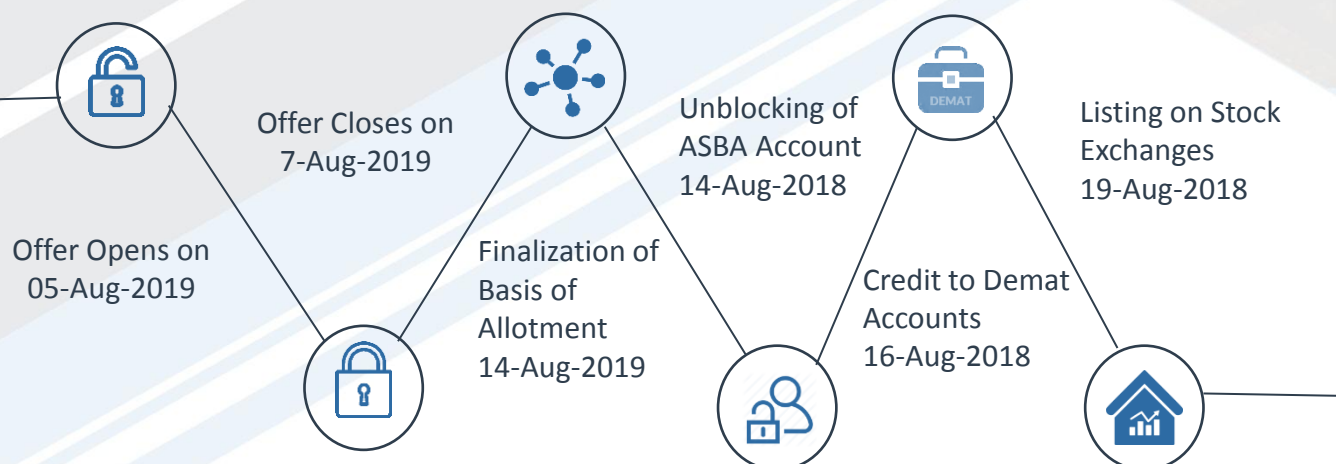 Offer Opens on
05-Aug-2019
Offer Closes on
7-Aug-2019
Finalization of
Basis of
Allotment
14-Aug-2019
Unblocking of
ASBA Account
14-Aug-2018
DEMAT
Credit to Demat
Accounts
16-Aug-2018
Listing on Stock
Exchanges
19-Aug-2018